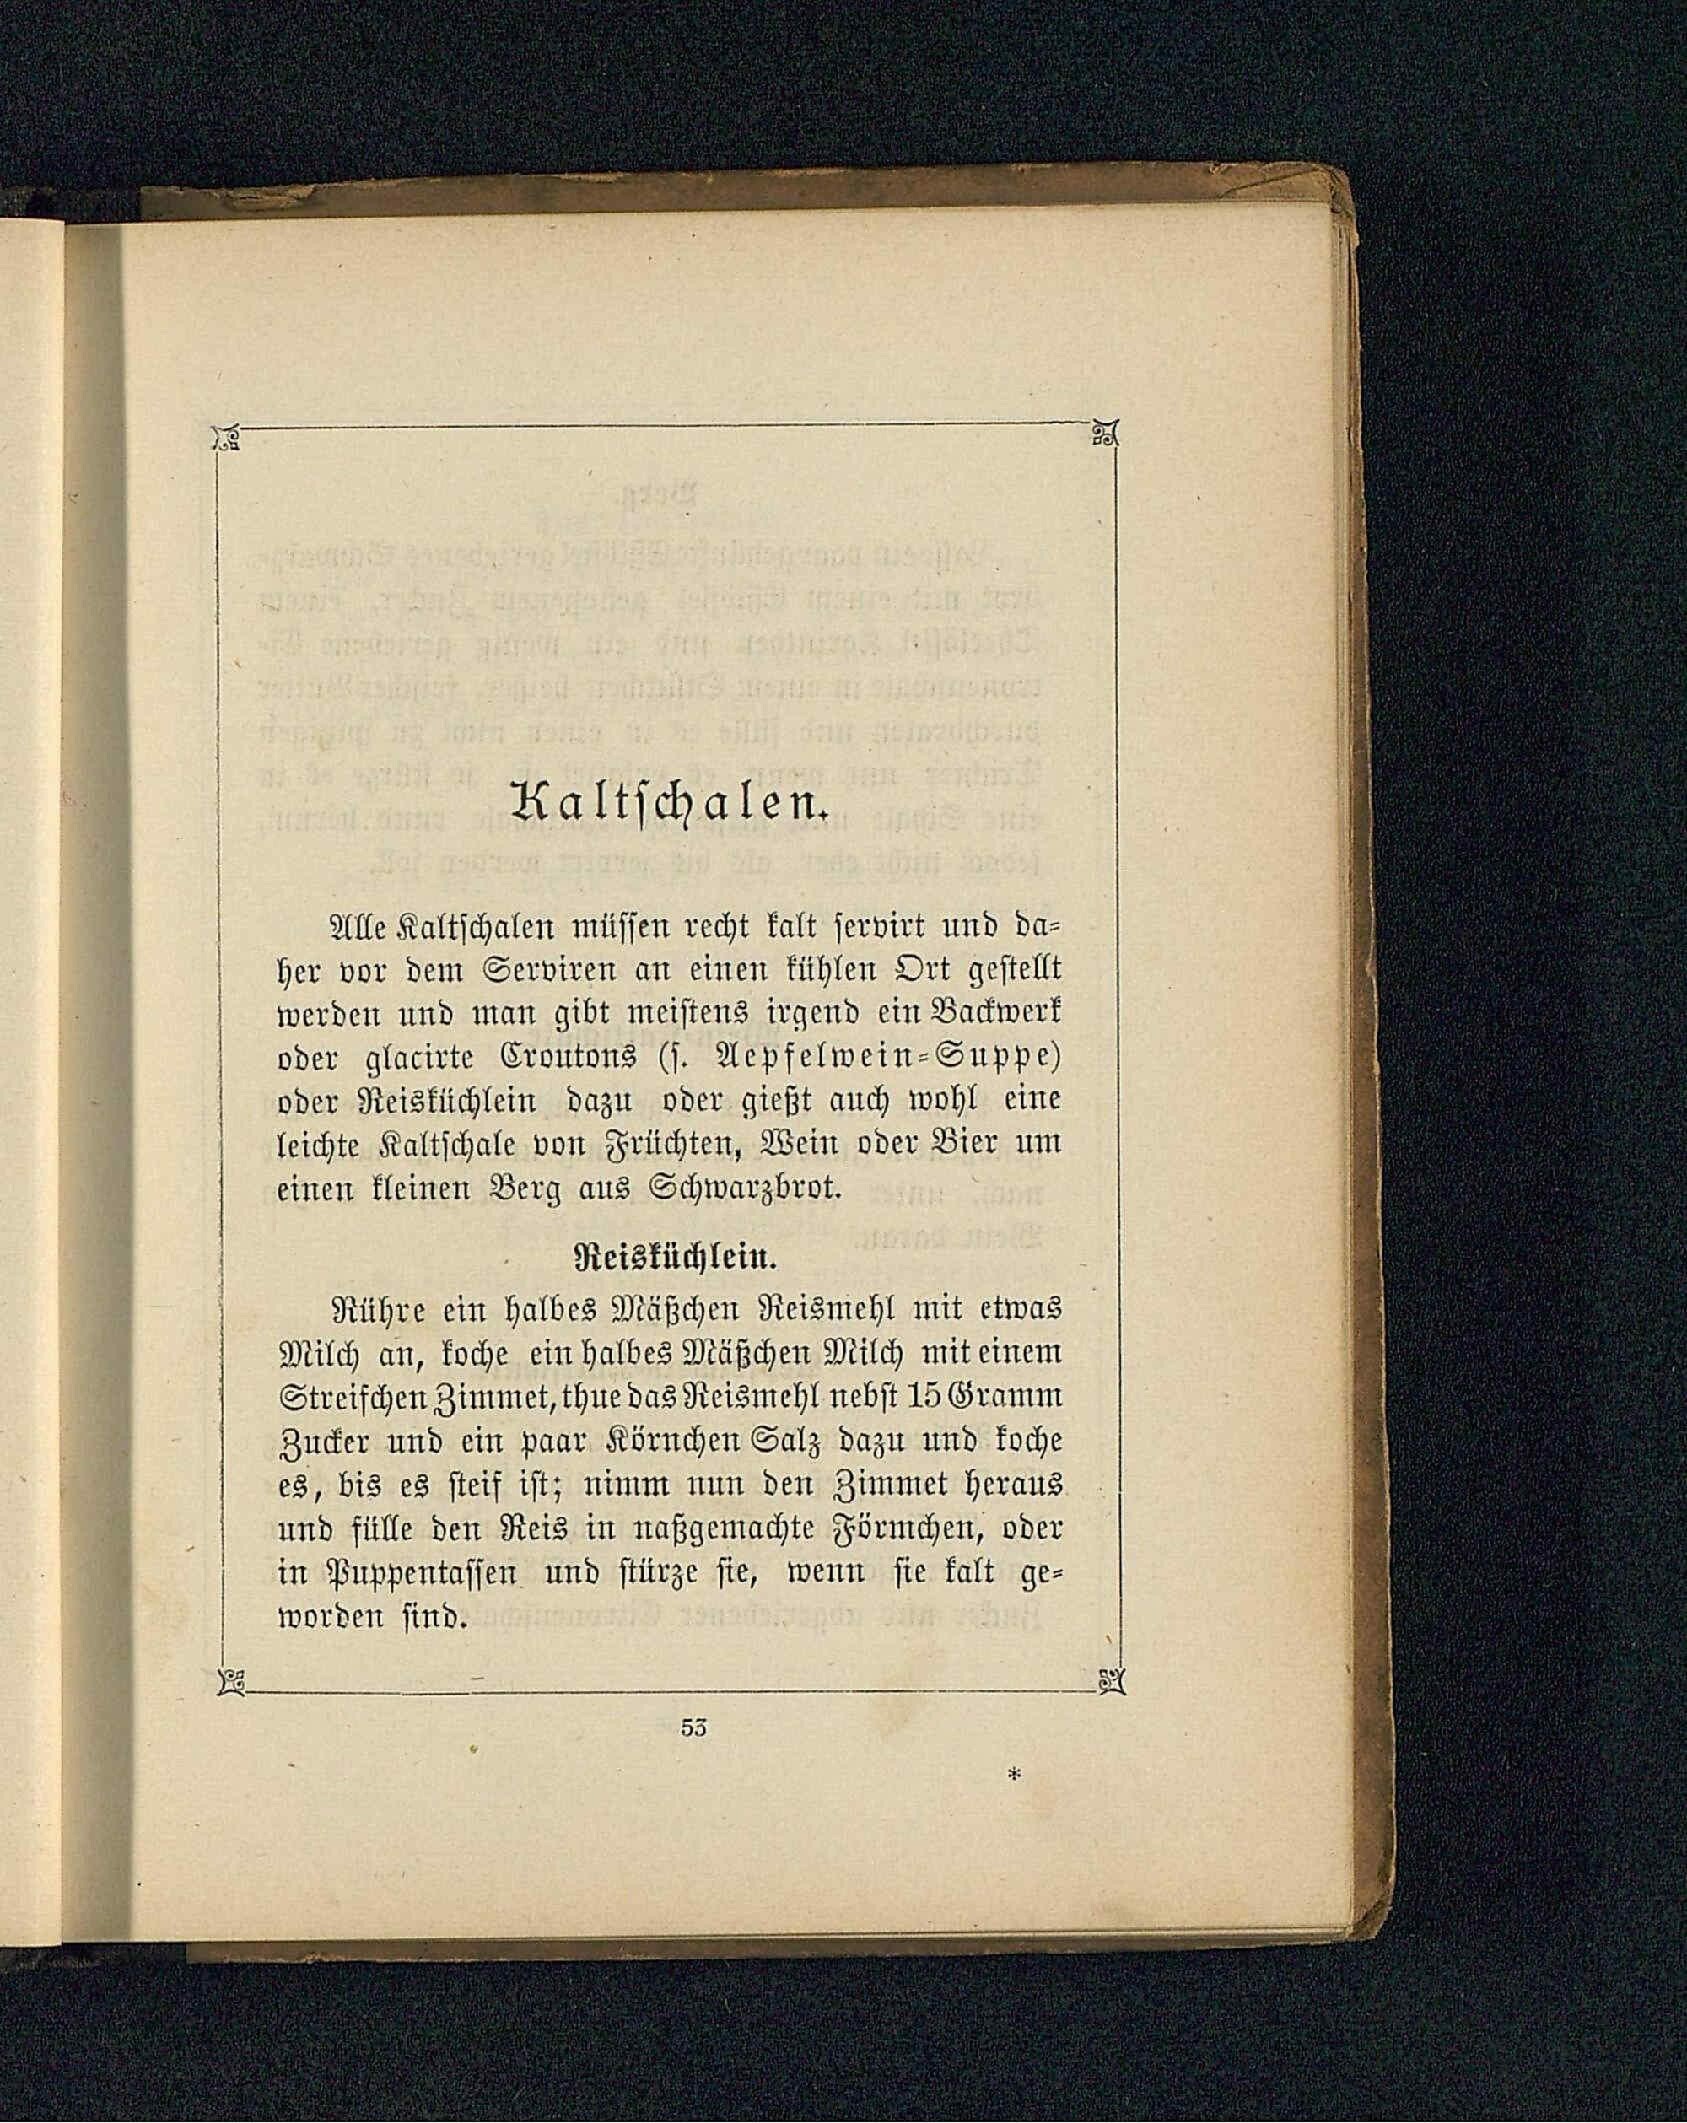 Kaltschalen.
Alle Kaltschalen müssen recht kalt servirt und da-
her vor dem Serviren an einen kühlen Ort gestellt
werden und man gibt meistens irgend ein Backwerk
oder glacirte Croutons (s. Aepfelwein-Suppe)
oder Reisküchlein dazu oder gießt auch wohl eine
leichte Kaltschale von Früchten, Wein oder Bier um
einen kleinen Berg aus Schwarzbrot.
Reisküchlein.
Rühre ein halbes Mäßchen Reismehl mit etwas
Milch an, koche ein halbes Mäßchen Milch mit einem
Streifchen Zimmet, thue das Reismehl nebst 15 Gramm
Zucker und ein paar Körnchen Salz dazu und koche
es, bis es steif ist; nimm nun den Zimmet heraus
und fülle den Reis in naßgemachte Förmchen, oder
in Puppentassen und stürze sie, wenn sie kalt ge-
worden sind.
53
*